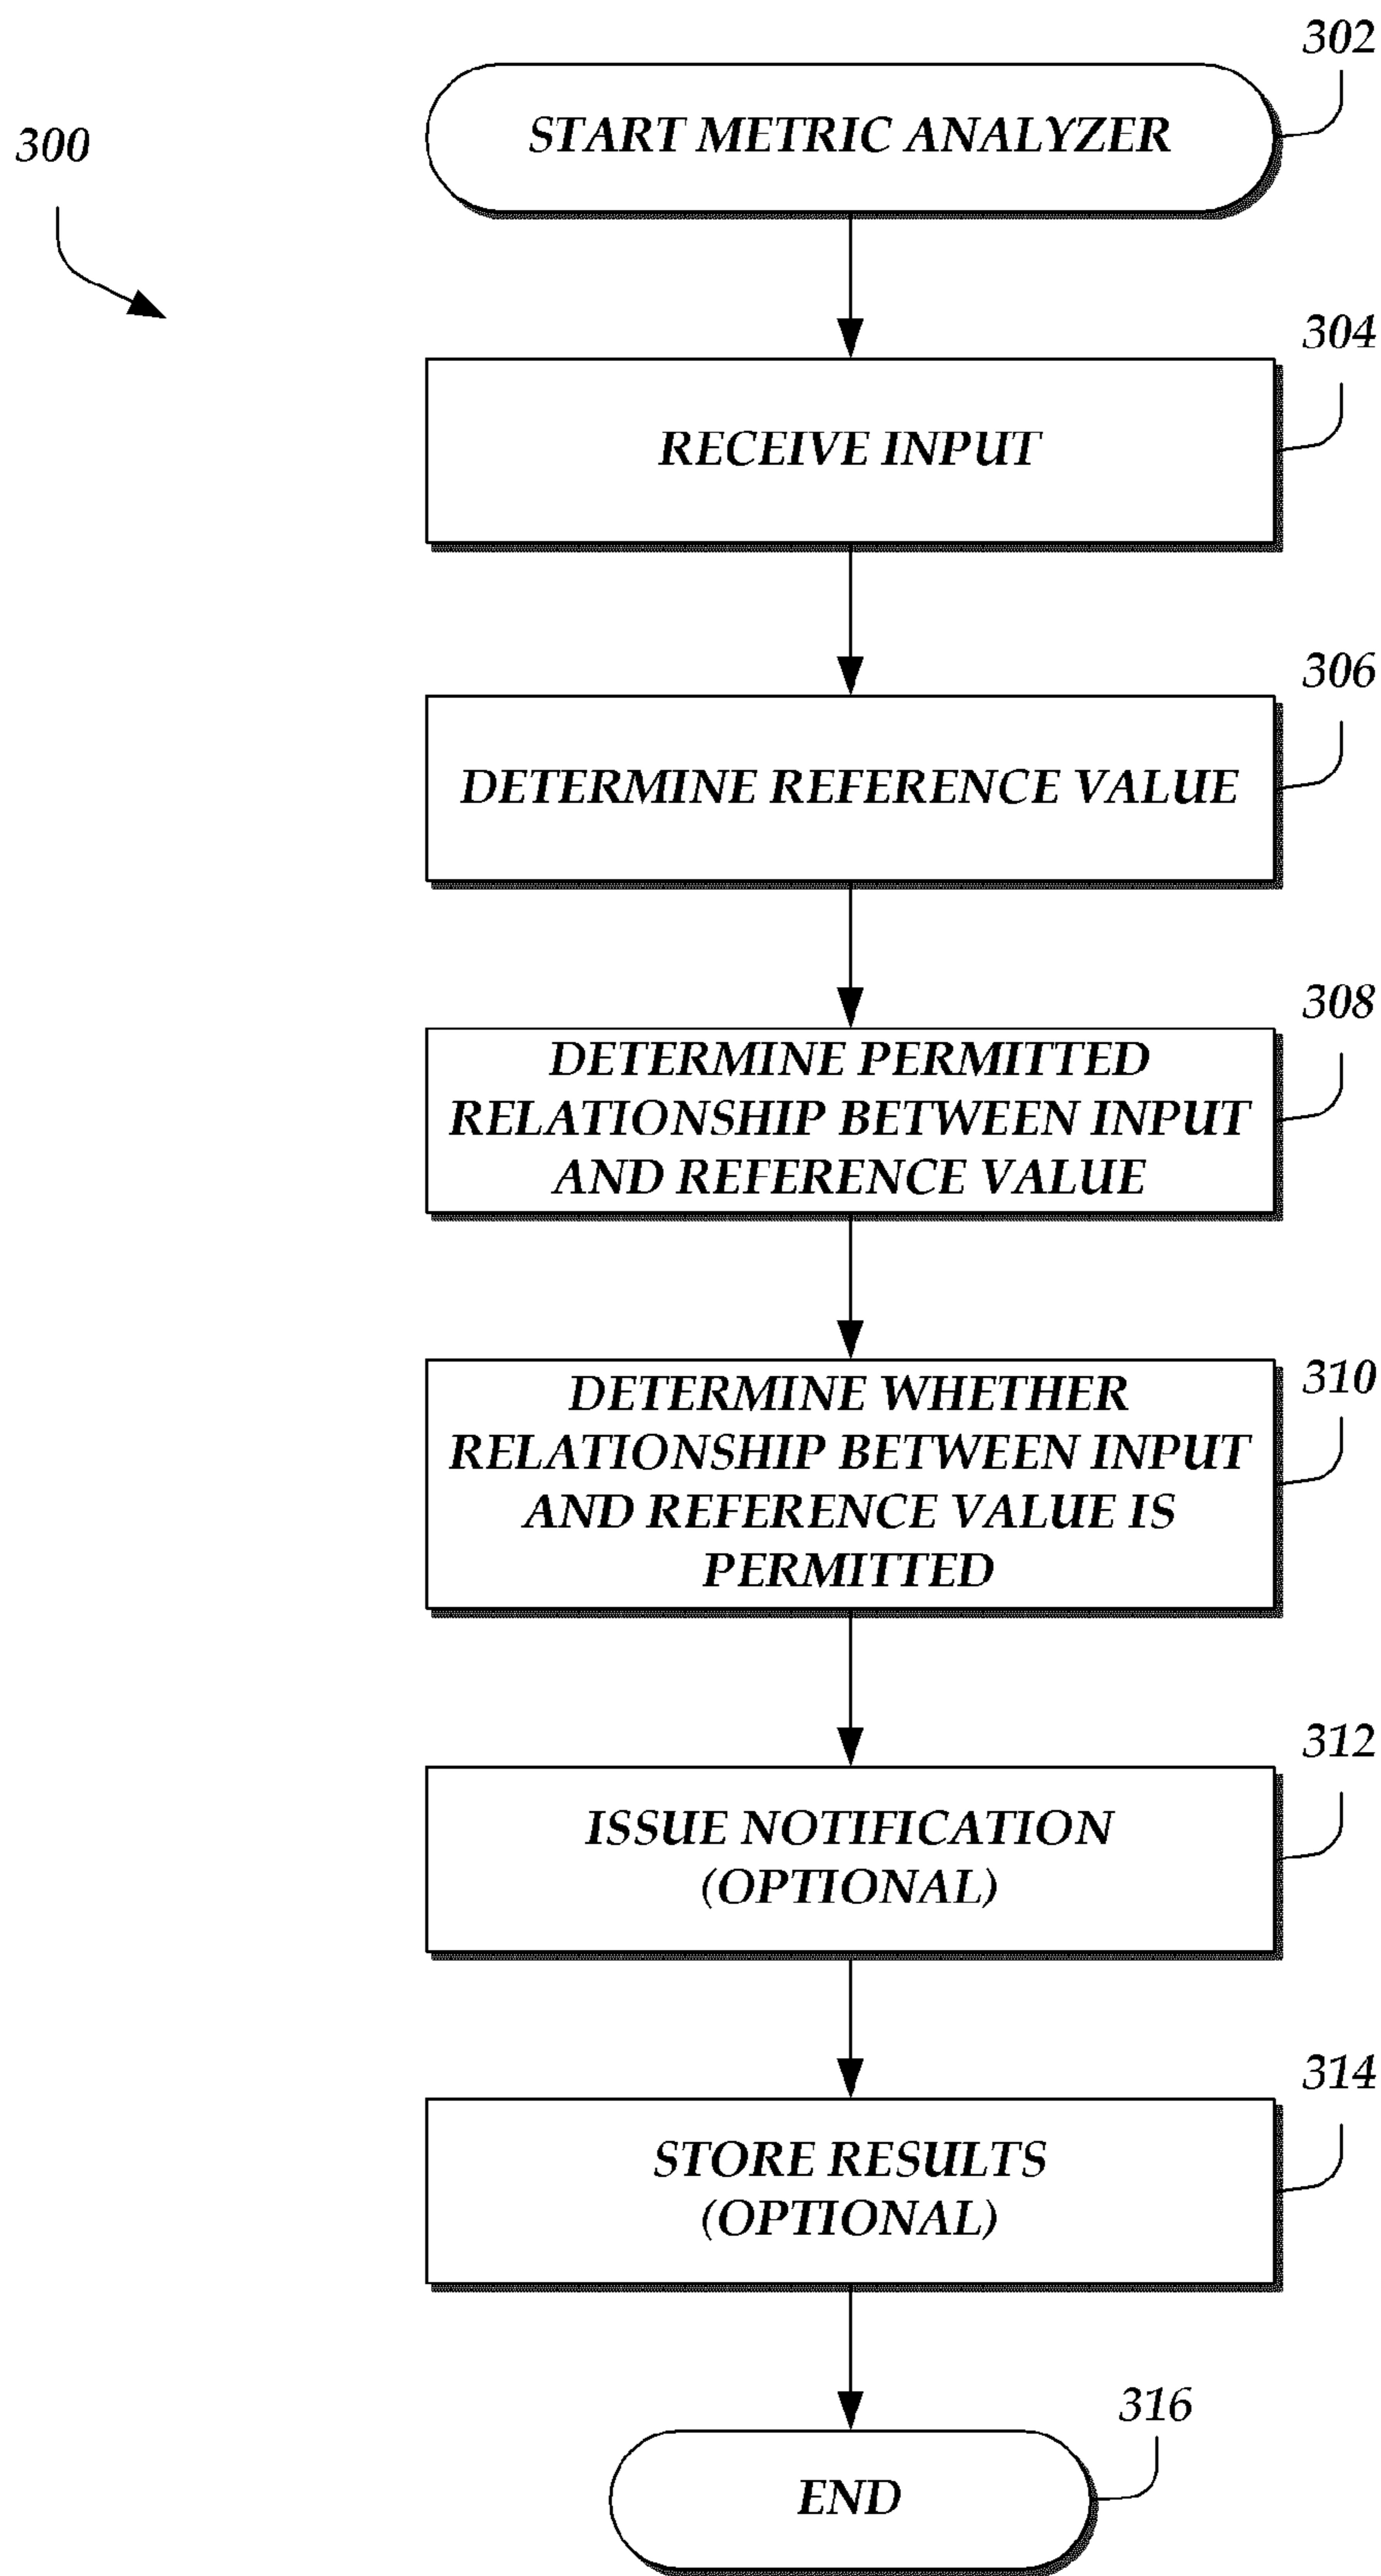 302
START METRIC ANALYZER
300
304
RECEIVE INPUT
306
DETERMINE REFERENCE VALUE
308
DETERMINE PERMITTED
RELATIONSHIP BETWEEN INPUT
AND REFERENCE VALUE
310
DETERMINE WHETHER
RELATIONSHIP BETWEEN INPUT
AND REFERENCE VALUE IS
PERMITTED
312
ISSUE NOTIFICATION
(OPTIONAL)
314
STORE RESULTS
(OPTIONAL)
316
END